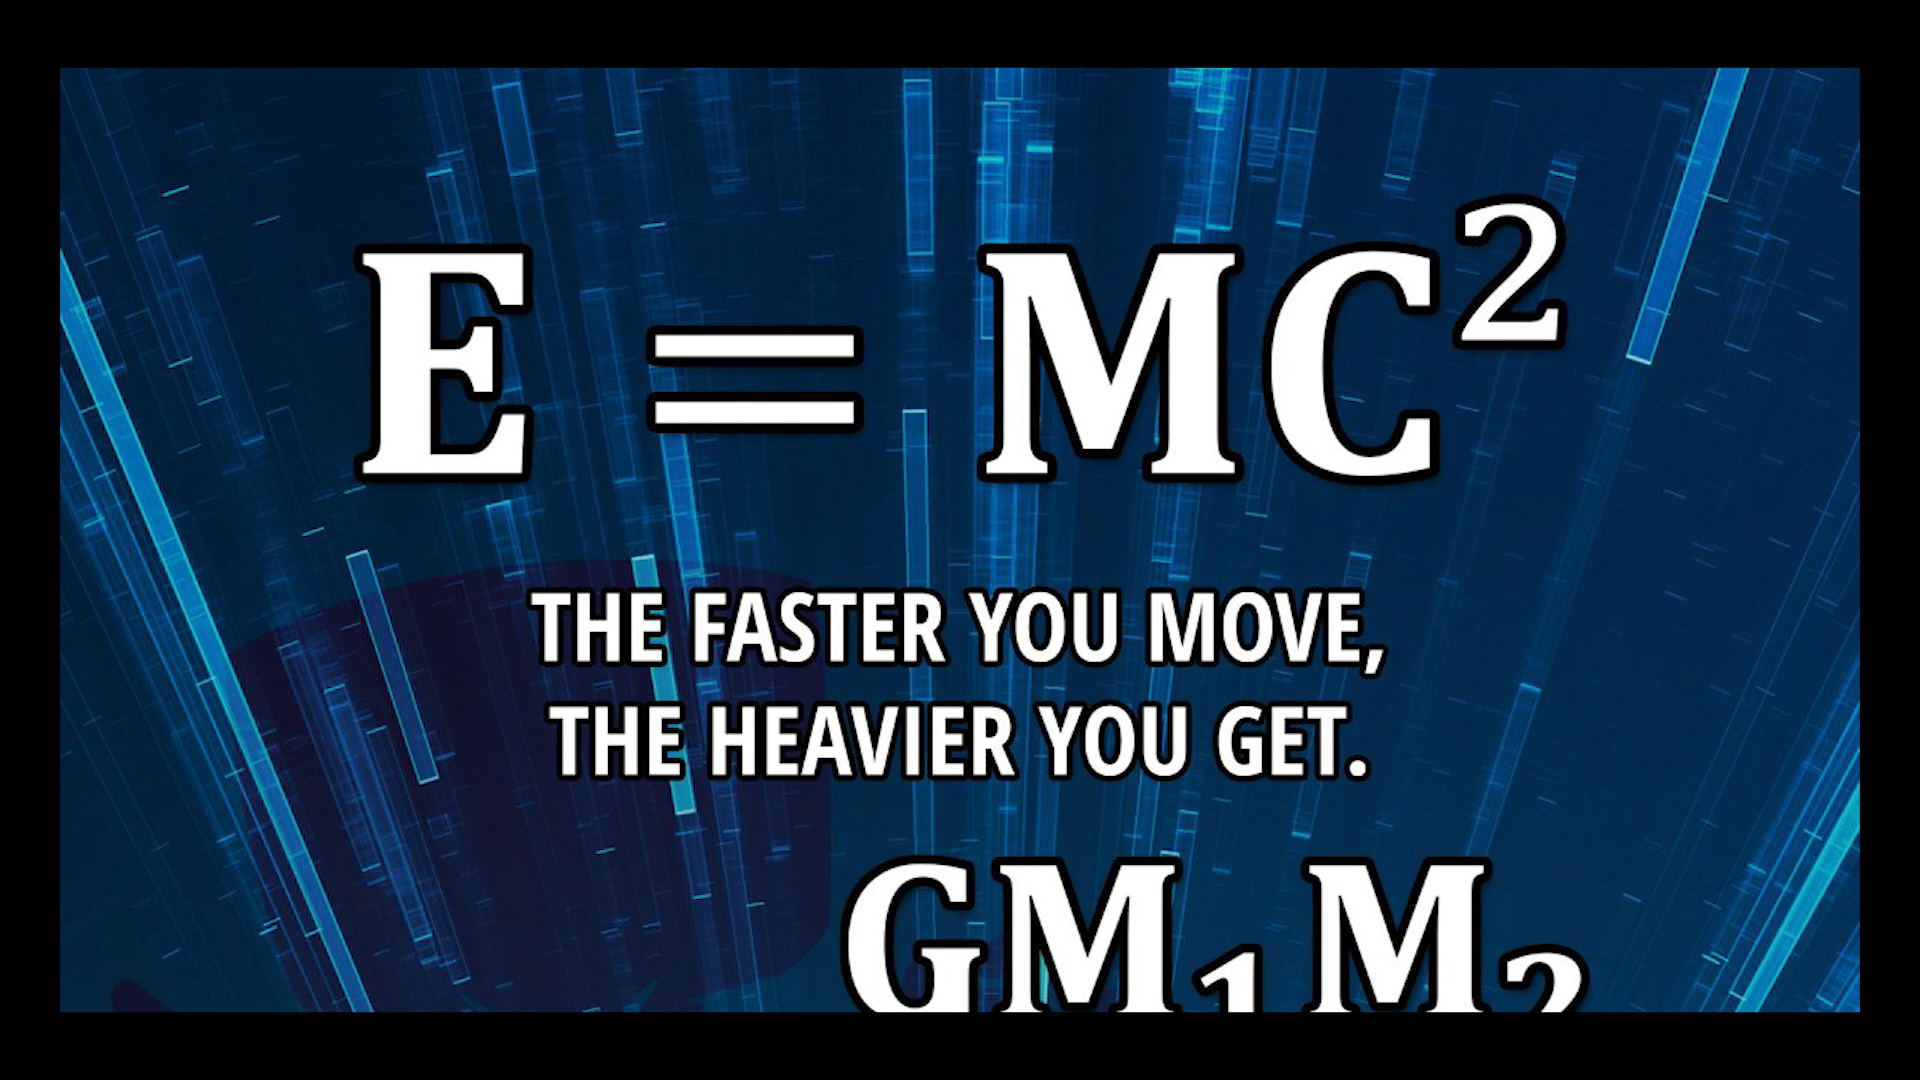 E = MC²
THE FASTER YOU MOVE,
THE HEAVIER YOU GET.
GM₁M₂